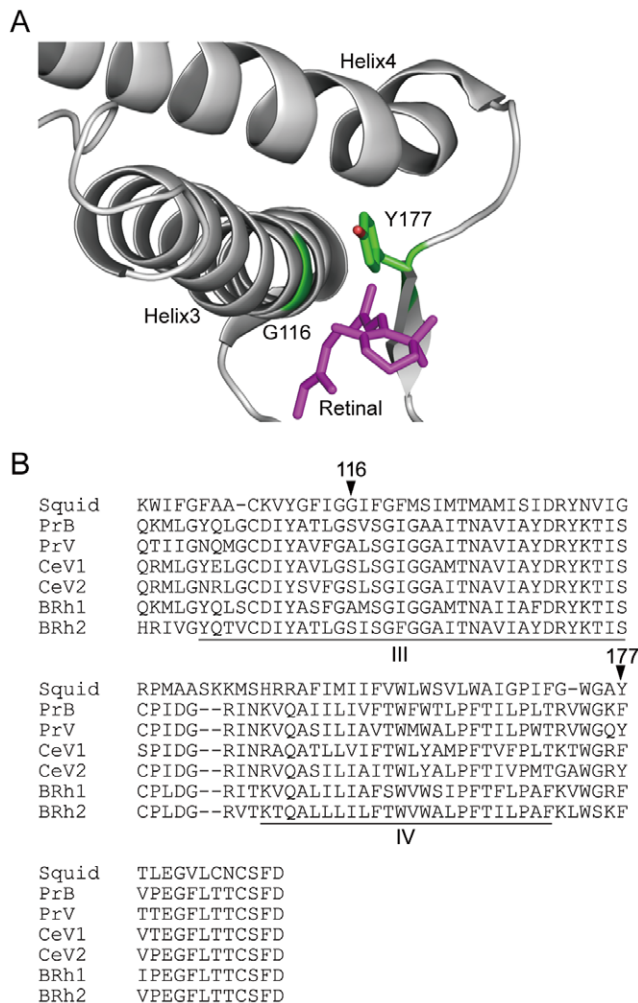 A
Helix4
Y177
Helix3
G116
Retinal
B
116
Squid KWIFGFAA-CKVYGFIGGIFGFMSIMTMAMISIDRYNVIG
PrB QKMLGYQLGCDIYATLGSVSGIGAAITNAVIAYDRYKTIS
PrV QTIIGNQMGCDIYAVFGALSGIGGAITNAVIAYDRYKTIS
CeV1 QRMLGYELGCDIYAVLGSLSGIGGAITNAVIAYDRYKTIS
CeV2 QRMLGNRLGCDIYSVFGSLSGIGGAITNAVIAYDRYKTIS
BRh1 QKMLGYQLSCDIYASFGAMSGIGGAMTNAIIAFDRYKTIS
BRh2 HRIVGYQTVCDIYATLGSISGFGGAITNAVIAYDRYKTIS
III
177
Squid RPMAASKKMSHRRAFIMIIFVWLWSVLWAIGPIFG-WGAY
PrB CPIDG--RINKVQAIILIVFTWFWTLPFTILPLTRVWGKF
PrV CPIDG--RINKVQASILIAVTWMWALPFTILPWTRVWGQY
CeV1 SPIDG--RINRAQATLLVIFTWLYAMPFTVFPLTKTWGRF
CeV2 CPIDG--RINRVQASILIAITWLYALPFTIVPMTGAWGRY
BRh1 CPLDG--RITKVQALILIAFSWVWSIPFTFLPAFKVWGRF
BRh2 CPLDG--RVTKTQALLLILFTWVWALPFTILPAFKLWSKF
IV
Squid TLEGVLCNCSFD
PrB VPEGFLTTCSFD
PrV TTEGFLTTCSFD
CeV1 VTEGFLTTCSFD
CeV2 VPEGFLTTCSFD
BRh1 IPEGFLTTCSFD
BRh2 VPEGFLTTCSFD